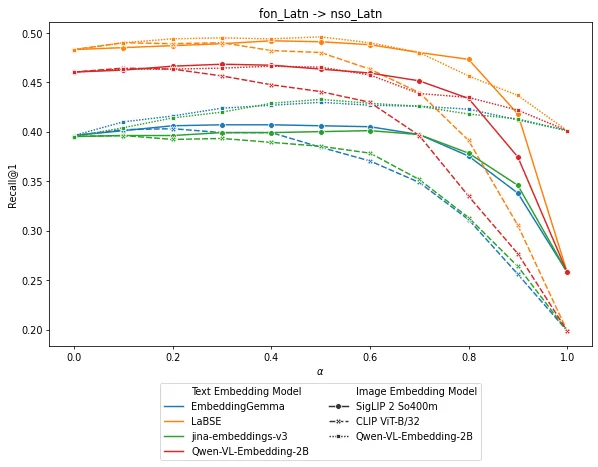 fon_Latn -> nso_Latn
Recall@1
0.50
0.45
0.40
0.35
0.30
0.25
0.20
0.0 0.2 0.4 0.6 0.8 1.0
α
Text Embedding Model
EmbeddingGemma
LaBSE
jina-embeddings-v3
Qwen-VL-Embedding-2B
Image Embedding Model
SigLIP 2 So400m
CLIP ViT-B/32
Qwen-VL-Embedding-2B